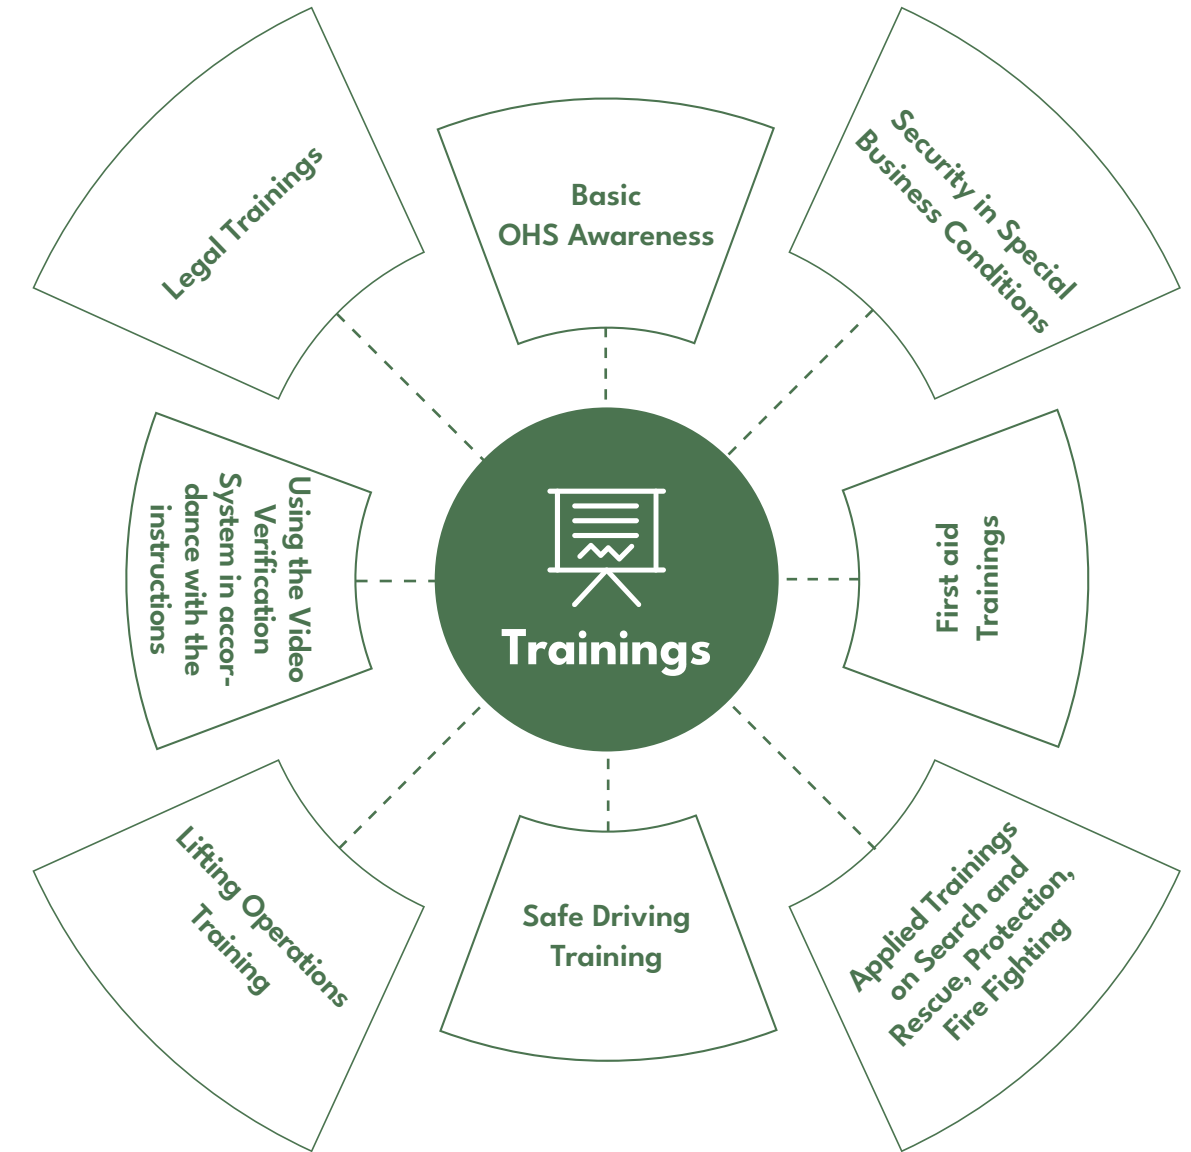 Legal Trainings
Basic
OHS Awareness
Security in Special
Business Conditions
Using the Video
Verification
System in accor-
dance with the
instructions
Trainings
First aid
Trainings
Lifting Operations
Training
Safe Driving
Training
Applied Trainings
on Search and
Rescue, Protection,
Fire Fighting